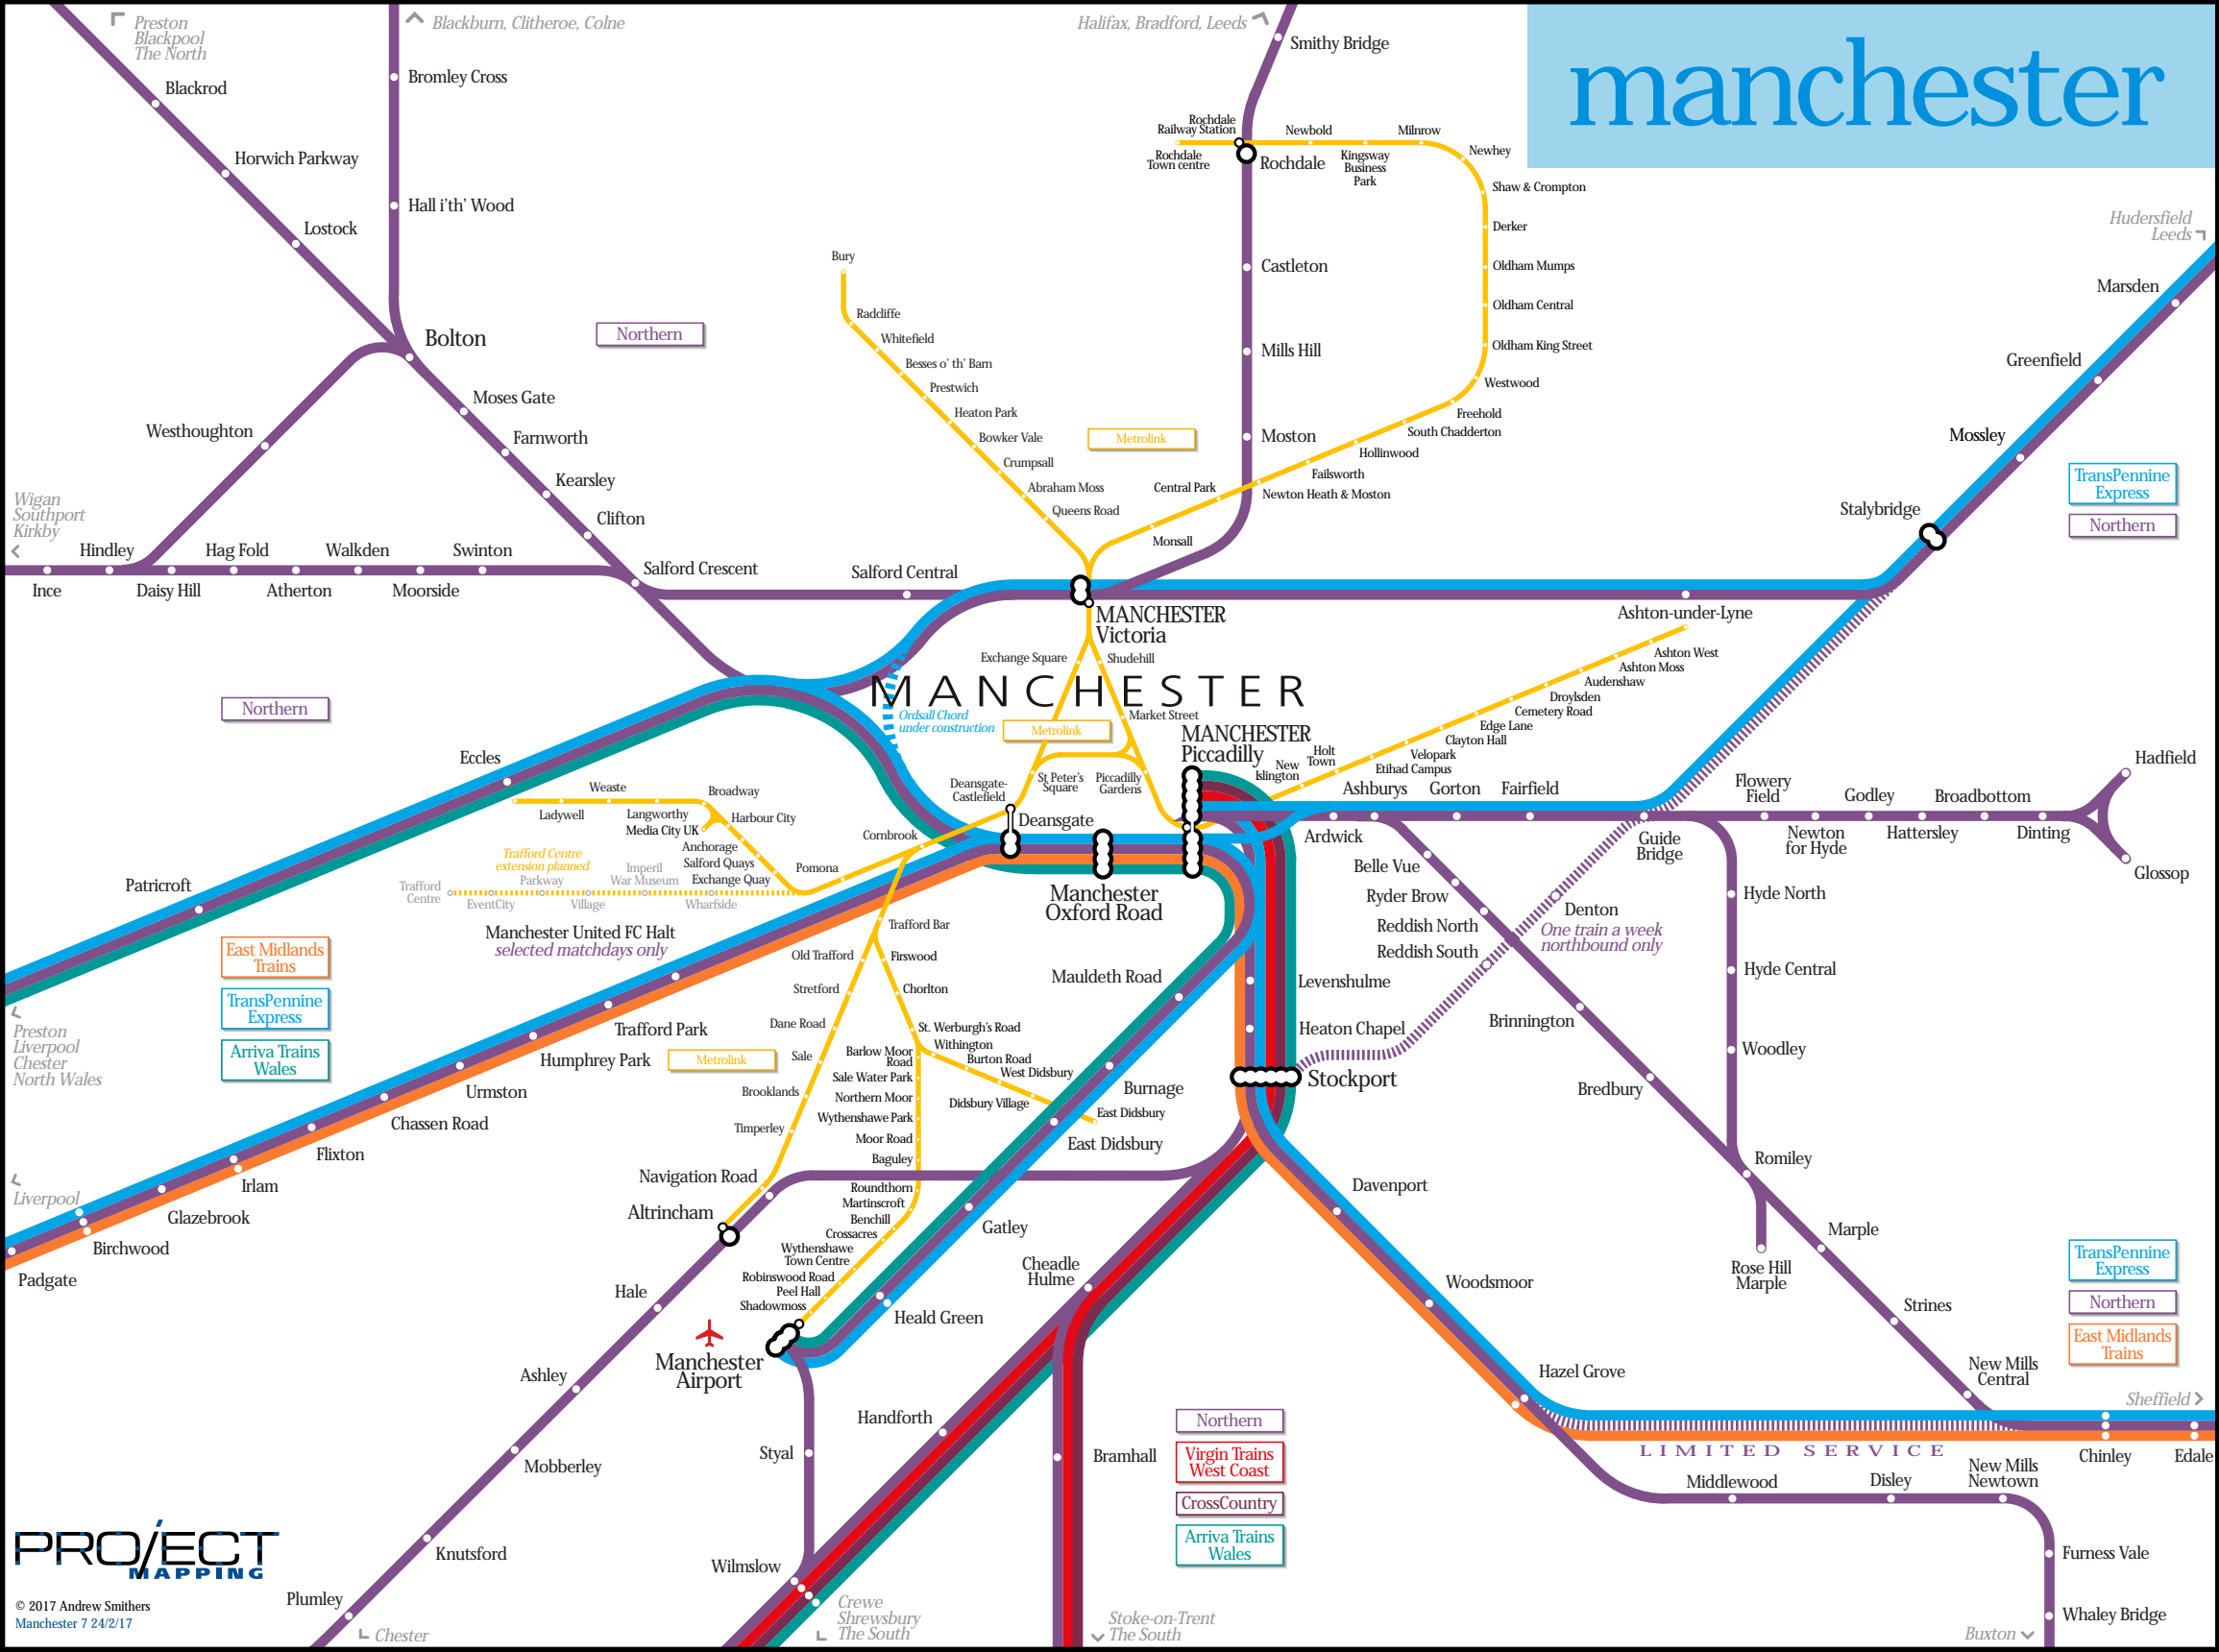 manchester
Preston
Blackpool
The North
Blackburn, Clitheroe, Colne
Halifax, Bradford, Leeds
Smithy Bridge
Blackrod
Bromley Cross
Horwich Parkway
Hall i'th' Wood
Lostock
Rochdale
Railway Station
Newbold
Milnrow
Rochdale
Town centre
Rochdale
Kingsway
Business
Park
Newhey
Shaw & Crompton
Derker
Oldham Mumps
Oldham Central
Oldham King Street
Westwood
Freehold
South Chadderton
Hollinwood
Failsworth
Newton Heath & Moston
Central Park
Monsall
Castleton
Mills Hill
Moston
Hudersfield
Leeds
Marsden
Greenfield
Mossley
Stalybridge
TransPennine
Express
Northern
Bury
Radcliffe
Whitefield
Besses o' th' Barn
Prestwich
Heaton Park
Bowker Vale
Crumpsall
Abraham Moss
Queens Road
Metrolink
Northern
Bolton
Moses Gate
Farnworth
Kearsley
Clifton
Westhoughton
Wigan
Southport
Kirkby
Hindley
Hag Fold
Walkden
Swinton
Ince
Daisy Hill
Atherton
Moorside
Salford Crescent
Salford Central
MANCHESTER
Victoria
Exchange Square
Shudehill
MANCHESTER
Ordsall Chord
under construction
Metrolink
Market Street
MANCHESTER
Piccadilly
St Peter's
Square
Piccadilly
Gardens
Deansgate-
Castlefield
Deansgate
Manchester
Oxford Road
Ashton-under-Lyne
Ashton West
Ashton Moss
Audenshaw
Droylsden
Cemetery Road
Edge Lane
Clayton Hall
Velopark
Etihad Campus
Holt
Town
New
Islington
Ashburys
Gorton
Fairfield
Ardwick
Belle Vue
Ryder Brow
Reddish North
Reddish South
Denton
One train a week
northbound only
Guide
Bridge
Flowery
Field
Newton
for Hyde
Godley
Hattersley
Broadbottom
Dinting
Hadfield
Glossop
Hyde North
Hyde Central
Woodley
Brinnington
Bredbury
Romiley
Marple
Rose Hill
Marple
Strines
New Mills
Central
Northern
Eccles
Patricroft
Weaste
Broadway
Ladywell
Langworthy
Media City UK
Harbour City
Anchorage
Salford Quays
Exchange Quay
Pomona
Cornbrook
Trafford Centre
extension planned
Trafford
Centre
EventCity
Parkway
Village
Imperil
War Museum
Wharfside
Manchester United FC Halt
selected matchdays only
East Midlands
Trains
TransPennine
Express
Arriva Trains
Wales
Preston
Liverpool
Chester
North Wales
Trafford Park
Humphrey Park
Urmston
Chassen Road
Flixton
Irlam
Glazebrook
Birchwood
Padgate
Liverpool
Metrolink
Trafford Bar
Old Trafford
Stretford
Dane Road
Sale
Brooklands
Timperley
Navigation Road
Altrincham
Firswood
Chorlton
St. Werburgh's Road
Withington
Burton Road
West Didsbury
Didsbury Village
East Didsbury
East Didsbury
Barlow Moor
Road
Sale Water Park
Northern Moor
Wythenshawe Park
Moor Road
Baguley
Roundthorn
Martinscroft
Benchill
Crossacres
Wythenshawe
Town Centre
Robinswood Road
Peel Hall
Shadowmoss
Manchester
Airport
Mauldeth Road
Burnage
Gatley
Heald Green
Levenshulme
Heaton Chapel
Stockport
Davenport
Woodsmoor
Hazel Grove
Cheadle
Hulme
Handforth
Bramhall
Styal
Wilmslow
Hale
Ashley
Mobberley
Knutsford
Plumley
Chester
Crewe
Shrewsbury
The South
Stoke-on-Trent
The South
Northern
Virgin Trains
West Coast
CrossCountry
Arriva Trains
Wales
TransPennine
Express
Northern
East Midlands
Trains
Sheffield
Chinley
Edale
LIMITED SERVICE
Middlewood
Disley
New Mills
Newtown
Furness Vale
Whaley Bridge
Buxton
PROJECT
MAPPING
© 2017 Andrew Smithers
Manchester 7 24/2/17